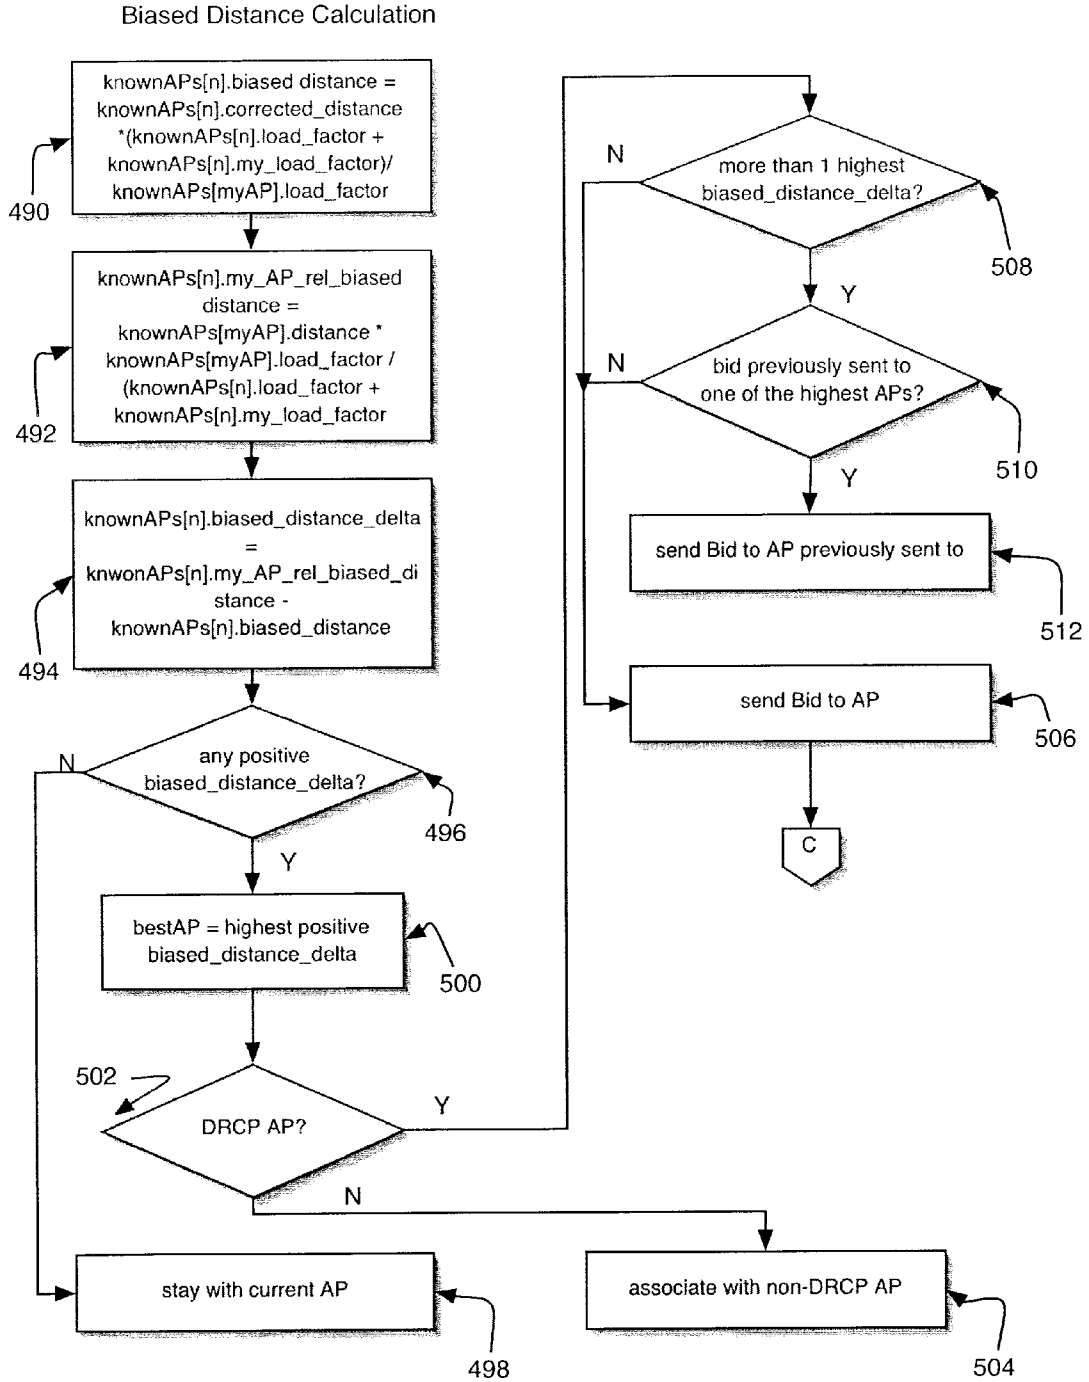 Biased Distance Calculation
knownAPs[n].biased distance =
knownAPs[n].corrected_distance
*(knownAPs[n].load_factor +
knownAPs[n].my_load_factor)/
knownAPs[myAP].load_factor
490
knownAPs[n].my_AP_rel_biased
distance =
knownAPs[myAP].distance *
knownAPs[myAP].load_factor /
(knownAPs[n].load_factor +
knownAPs[n].my_load_factor
492
knownAPs[n].biased_distance_delta
=
knwonAPs[n].my_AP_rel_biased_di
stance -
knownAPs[n].biased_distance
494
any positive
biased_distance_delta?
N
496
Y
bestAP = highest positive
biased_distance_delta
500
502
DRCP AP?
Y
N
stay with current AP
498
associate with non-DRCP AP
504
more than 1 highest
biased_distance_delta?
N
508
Y
bid previously sent to
one of the highest APs?
N
510
Y
send Bid to AP previously sent to
512
send Bid to AP
506
C